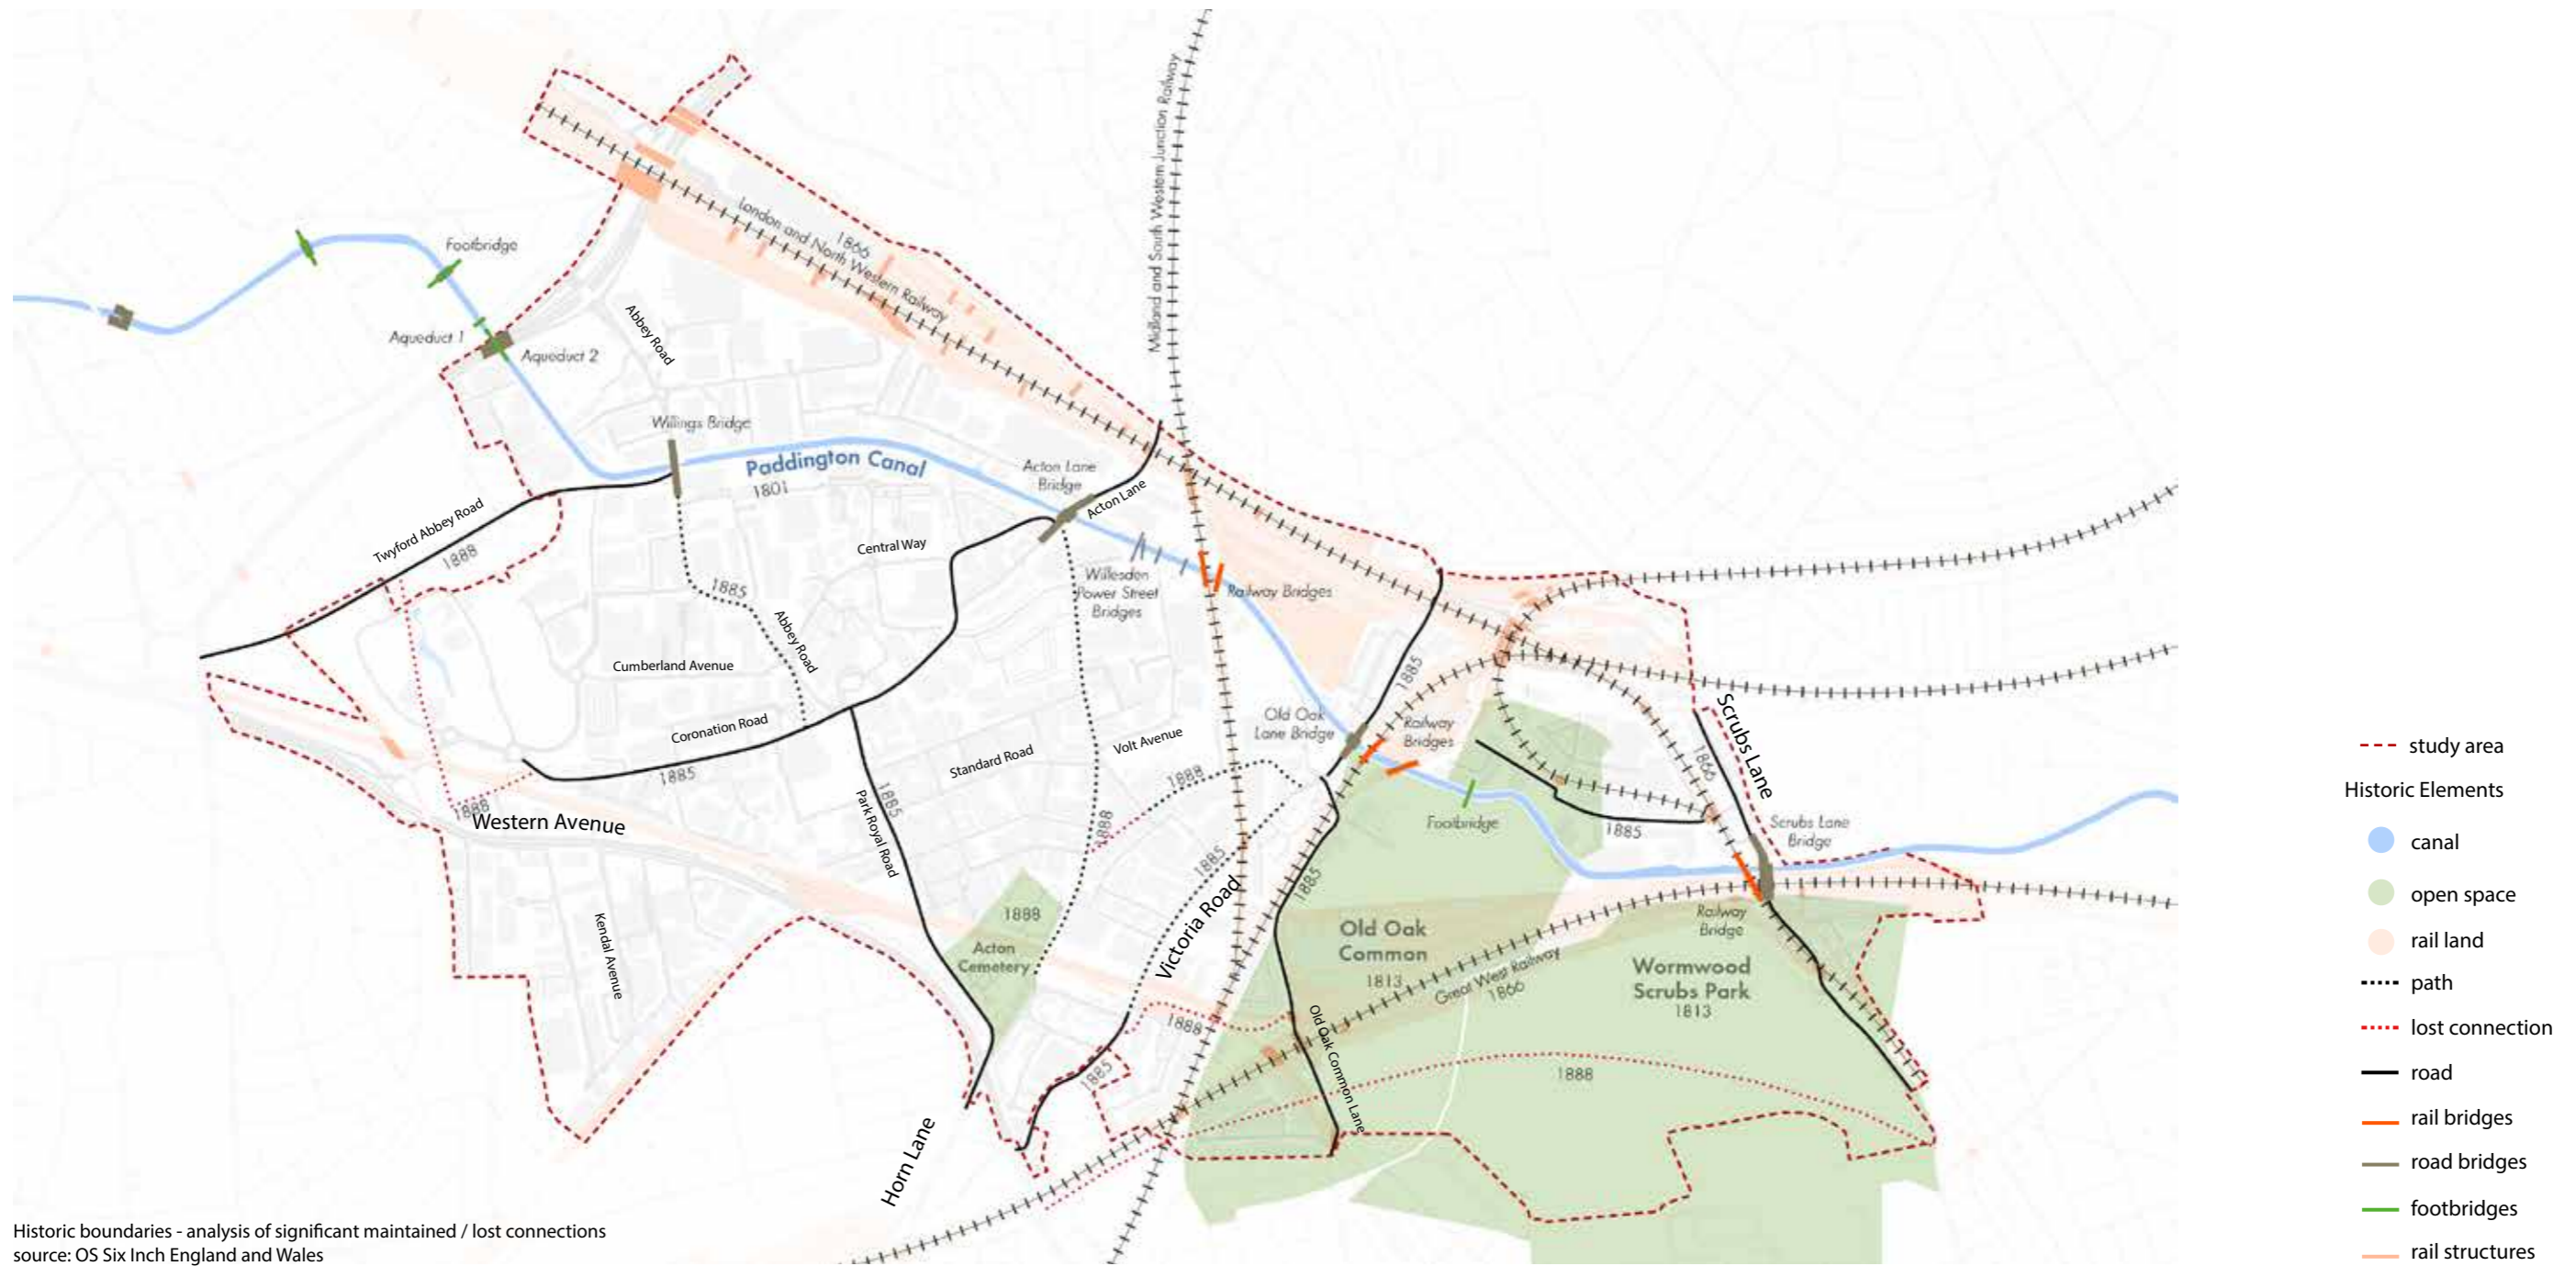 Midland and South Western Junction Railway
London and North Western Railway
1866
Footbridge
Aqueduct 1
Aqueduct 2
Abbey Road
Willings Bridge
Paddington Canal
1801
Acton Lane
Bridge
Acton Lane
Twyford Abbey Road
1888
Central Way
1885
Abbey Road
Willesden
Power Street
Bridges
Railway Bridges
Cumberland Avenue
1885
Coronation Road
1885
Standard Road
Volt Avenue
Old Oak
Lane Bridge
Railway
Bridges
Scrubs Lane
1866
1888
Western Avenue
Park Royal Road
1885
1888
1888
Footbridge
1885
Scrubs Lane
Bridge
1885
1885
Victoria Road
Kendal Avenue
1888
Acton
Cemetery
Old Oak
Common
1813
Great West Railway
1866
Railway
Bridge
Wormwood
Scrubs Park
1813
1888
Old Oak Common Lane
1885
1888
Horn Lane
study area
Historic Elements
canal
open space
rail land
path
lost connection
road
rail bridges
road bridges
footbridges
rail structures
Historic boundaries - analysis of significant maintained / lost connections
source: OS Six Inch England and Wales